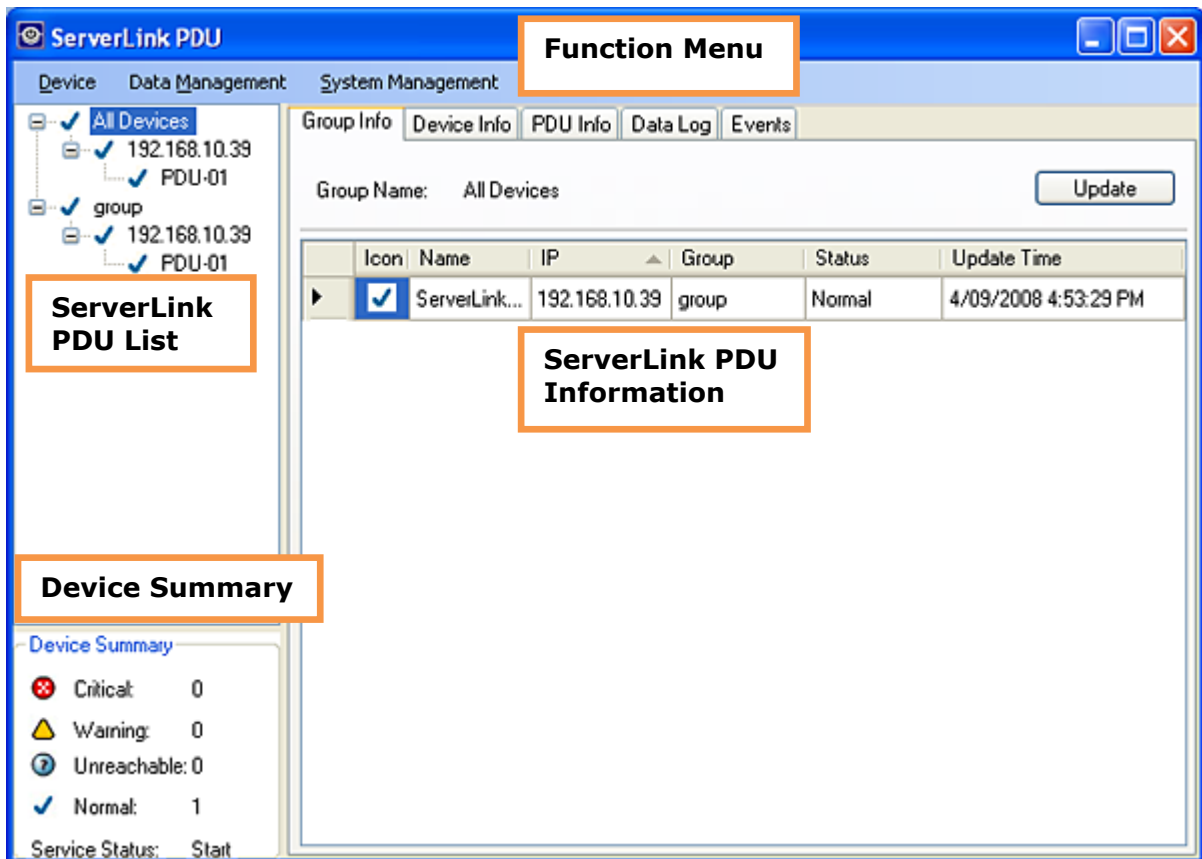 ServerLink PDU
Function Menu
Device Data Management System Management
All Devices
192.168.10.39
PDU-01
group
192.168.10.39
PDU-01
ServerLink
PDU List
Group Info Device Info PDU Info Data Log Events
Group Name: All Devices Update
Icon Name IP Group Status Update Time
ServerLink... 192.168.10.39 group Normal 4/09/2008 4:53:29 PM
ServerLink PDU
Information
Device Summary
Device Summary
Critical: 0
Warning: 0
Unreachable: 0
Normal: 1
Service Status: Start